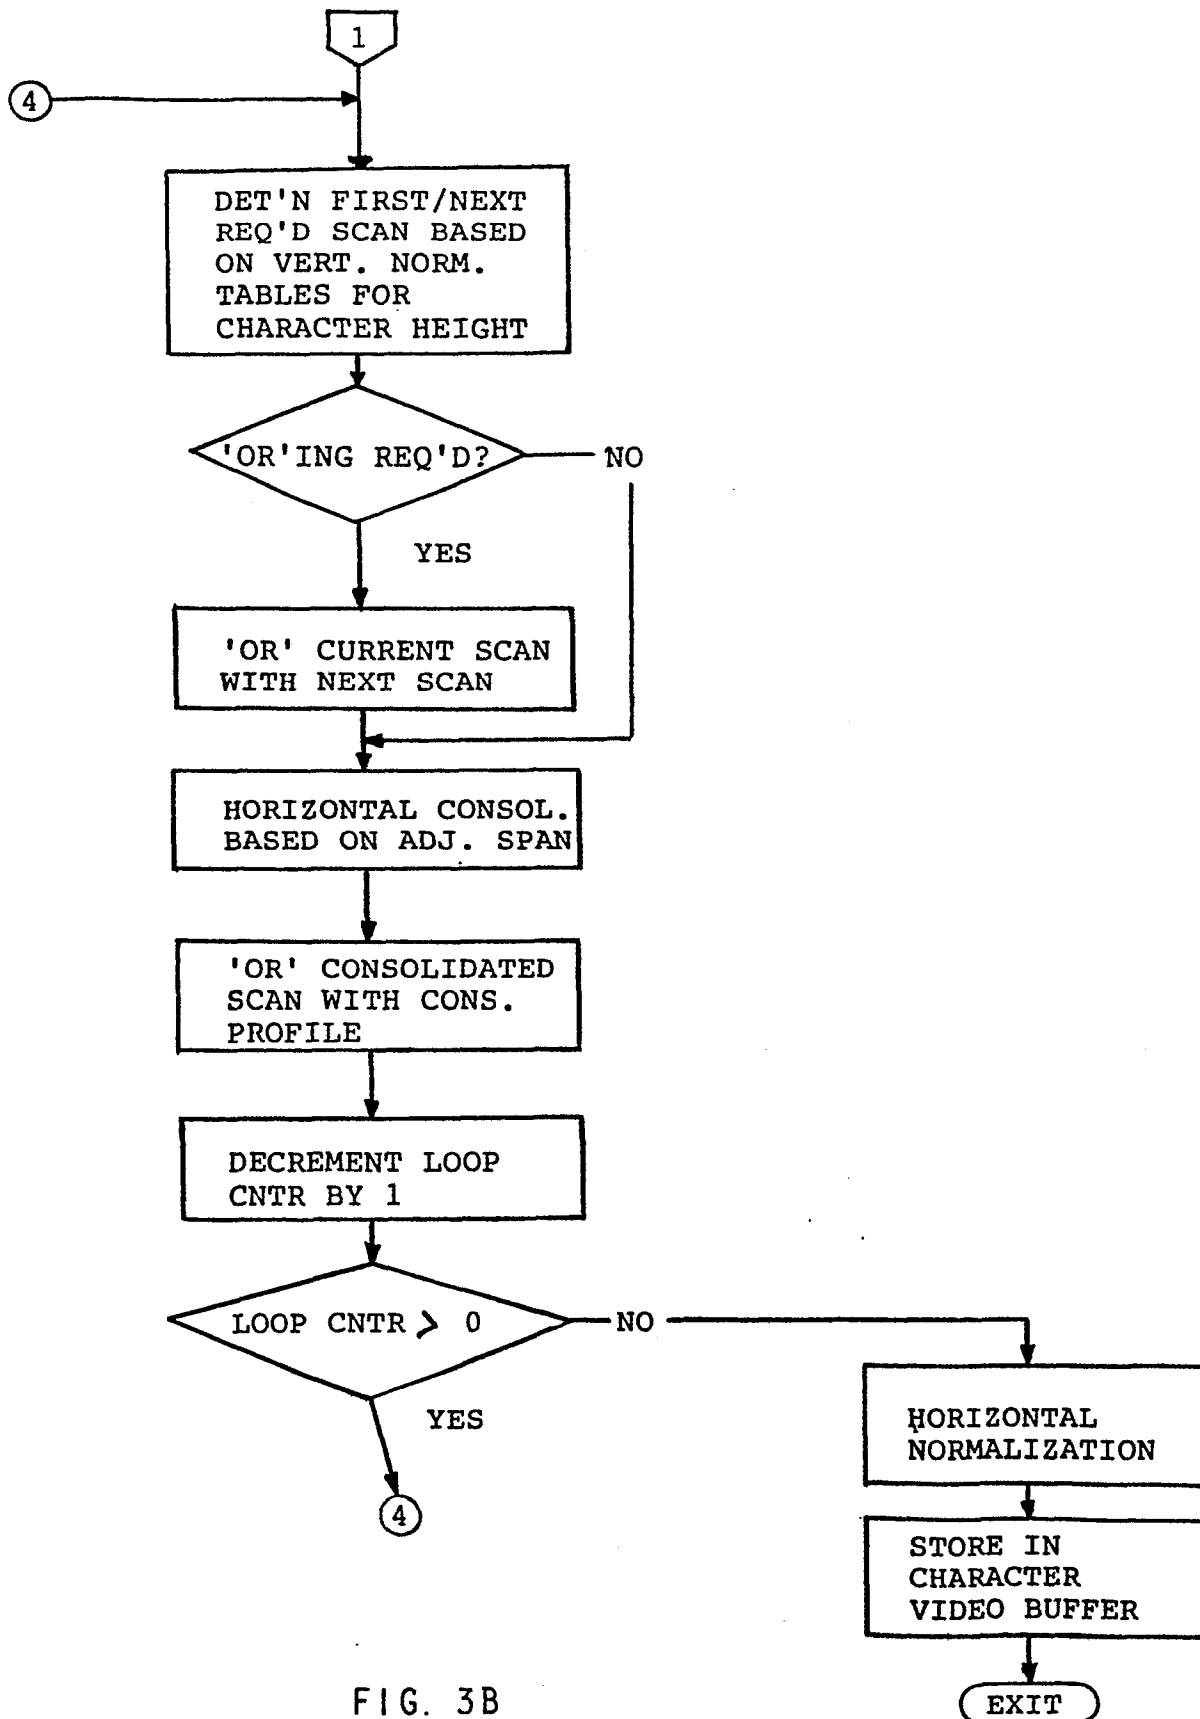 1
4
DET'N FIRST/NEXT
REQ'D SCAN BASED
ON VERT. NORM.
TABLES FOR
CHARACTER HEIGHT
'OR'ING REQ'D?
NO
YES
'OR' CURRENT SCAN
WITH NEXT SCAN
HORIZONTAL CONSOL.
BASED ON ADJ. SPAN
'OR' CONSOLIDATED
SCAN WITH CONS.
PROFILE
DECREMENT LOOP
CNTR BY 1
LOOP CNTR > 0
NO
YES
4
HORIZONTAL
NORMALIZATION
STORE IN
CHARACTER
VIDEO BUFFER
EXIT
FIG. 3B